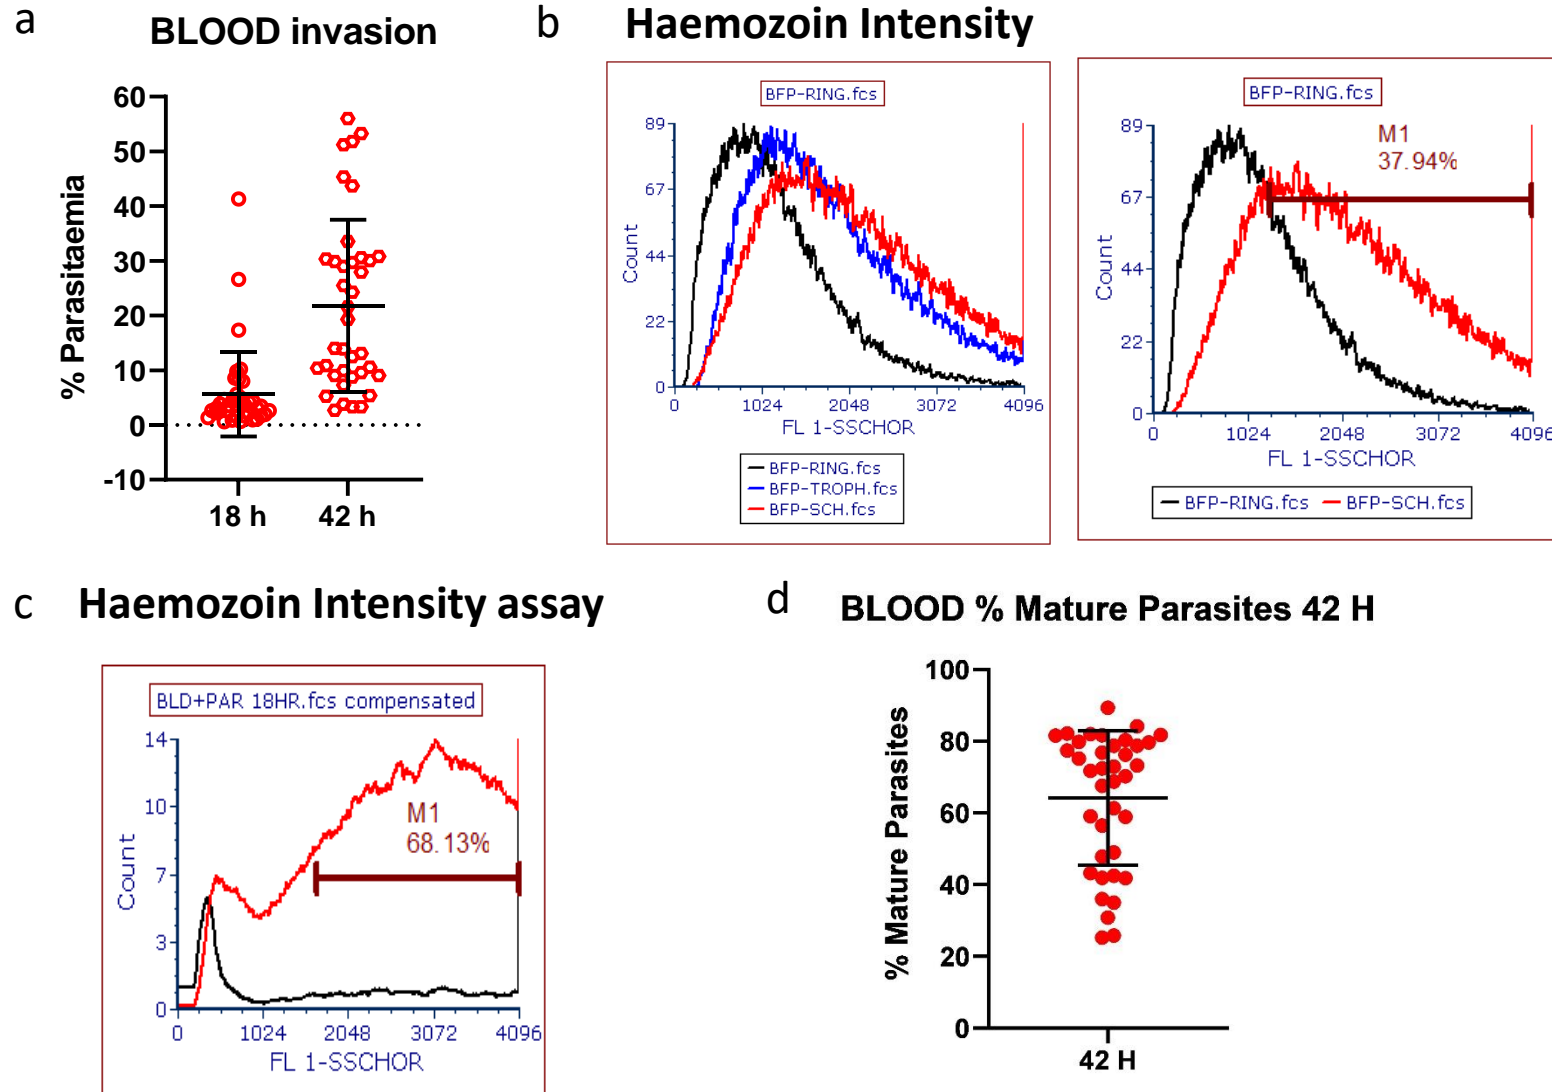 a
BLOOD invasion
% Parasitaemia
60
50
40
30
20
10
0
-10
18 h
42 h
b
Haemozoin Intensity
BFP-RING.fcs
Count
89
67
44
22
0
0
1024
2048
3072
4096
FL 1-SSCHOR
BFP-RING.fcs
BFP-TROPH.fcs
BFP-SCH.fcs
BFP-RING.fcs
M1
37.94%
Count
89
67
44
22
0
0
1024
2048
3072
4096
FL 1-SSCHOR
BFP-RING.fcs
BFP-SCH.fcs
c
Haemozoin Intensity assay
BLD+PAR 18HR.fcs compensated
M1
68.13%
Count
14
10
7
3
0
0
1024
2048
3072
4096
FL 1-SSCHOR
d
BLOOD % Mature Parasites 42 H
% Mature Parasites
100
80
60
40
20
0
42 H